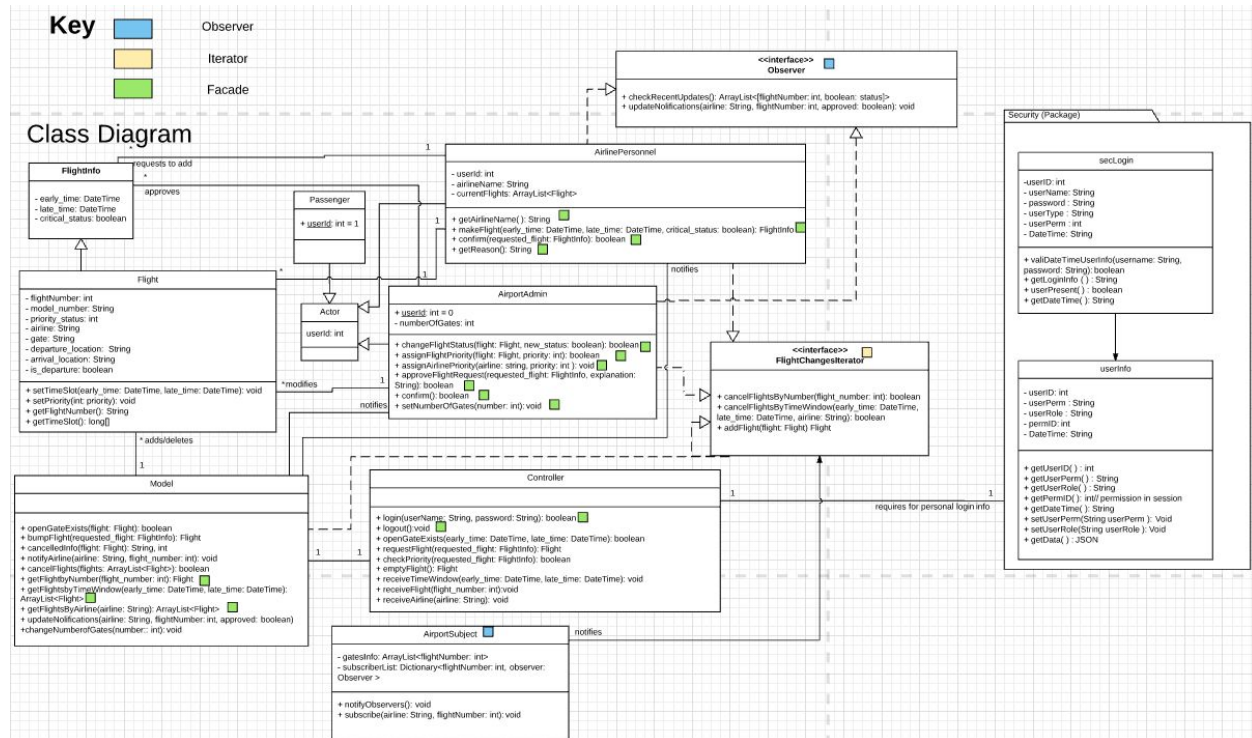 Key
Observer
Iterator
Facade
Class Diagram
<<interface>>
Observer
+ checkRecentUpdates(): ArrayList<[flightNumber: int, boolean: status]>
+ updateNolifications(airline: String, flightNumber: int, approved: boolean): void
Security (Package)
secLogin
-userID: int
- userName: String
- password : String
- userType : String
- userPerm : int
- DateTime: String
+ valiDateTimeUserInfo(username: String,
password: String): boolean
+ getLoginInfo ( ) : String
+ userPresent( ) : boolean
+ getDateTime( ) : String
userInfo
- userID: int
- userPerm : String
- userRole : String
- permID: int
- DateTime: String
+ getUserID( ) : int
+ getUserPerm( ) : String
+ getUserRole( ) : String
+ getPermID( ) : int// permission in session
+ getDateTime( ) : String
+ setUserPerm(String userPerm ) : Void
+ setUserRole(String userRole ) : Void
+ getData( ) : JSON
FlightInfo
- early_time: DateTime
- late_time: DateTime
- critical_status: boolean
*
requests to add
1
*
approves
AirlinePersonnel
- userId: int
- airlineName: String
- currentFlights: ArrayList<Flight>
+ getAirlineName( ): String
+ makeFlight(early_time: DateTime, late_time: DateTime, critical_status: boolean): FlightInfo
+ confirm(requested_flight: FlightInfo): boolean
+ getReason(): String
Passenger
+ userId: int = 1
1
*
1
notifies
Actor
userId: int
Flight
- flightNumber: int
- model_number: String
- priority_status: int
- airline: String
- gate: String
- departure_location: String
- arrival_location: String
- is_departure: boolean
+ setTimeSlot(early_time: DateTime, late_time: DateTime): void
+ setPriority(int: priority): void
+ getFlightNumber(): String
+ getTimeSlot(): long[]
AirportAdmin
+ userId: int = 0
- numberOfGates: int
+ changeFlightStatus(flight: Flight, new_status: boolean): boolean
+ assignFlightPriority(flight: Flight, priority: int): boolean
+ assignAirlinePriority(airline: string, priority: int ): void
+ approveFlightRequest(requested_flight: FlightInfo, explanation:
String): boolean
+ confirm(): boolean
+ setNumberOfGates(number: int): void
*modifies
1
notifies
<<interface>>
FlightChangesIterator
+ cancelFlightsByNumber(flight_number: int): boolean
+ cancelFlightsByTimeWindow(early_time: DateTime,
late_time: DateTime, airline: String): boolean
+ addFlight(flight: Flight) Flight
* adds/deletes
1
Model
+ openGateExists(flight: Flight): boolean
+ bumpFlight(requested_flight: FlightInfo): Flight
+ cancelledInfo(flight: Flight): String, int
+ notifyAirline(airline: String, flight_number: int): void
+ cancelFlights(flights: ArrayList<Flight>): boolean
+ getFlightbyNumber(flight_number: int): Flight
+ getFlightsbyTimeWindow(early_time: DateTime, late_time: DateTime):
ArrayList<Flight>
+ getFlightsByAirline(airline: String): ArrayList<Flight>
+ updateNolifications(airline: String, flightNumber: int, approved: boolean)
+changeNumberofGates(number:: int): void
1
1
Controller
+ login(userName: String, password: String): boolean
+ logout():void
+ openGateExists(early_time: DateTime, late_time: DateTime): boolean
+ requestFlight(requested_flight: FlightInfo): Flight
+ checkPriority(requested_flight: FlightInfo): boolean
+ emptyFlight(): Flight
+ receiveTimeWindow(early_time: DateTime, late_time: DateTime): void
+ receiveFlight(flight_number: int):void
+ receiveAirline(airline: String): void
1
1
requires for personal login info
AirportSubject
- gatesInfo: ArrayList<flightNumber: int>
- subscriberList: Dictionary<flightNumber: int, observer:
Observer >
+ notifyObservers(): void
+ subscribe(airline: String, flightNumber: int): void
notifies